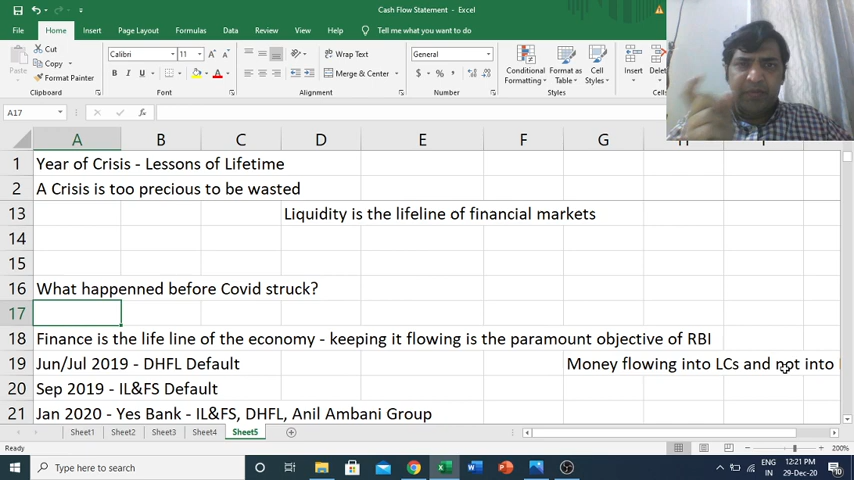 Cash Flow Statement - Excel
File Home Insert Page Layout Formulas Data Review View Help Tell me what you want to do
Cut
Copy
Format Painter
Paste
Calibri 11
Wrap Text
Merge & Center
General
Conditional Formatting
Format as Table
Cell Styles
Insert
Clipboard Font Alignment Number Styles
A17
A B C D E F G
1 Year of Crisis - Lessons of Lifetime
2 A Crisis is too precious to be wasted
13 Liquidity is the lifeline of financial markets
14
15
16 What happenned before Covid struck?
17
18 Finance is the life line of the economy - keeping it flowing is the paramount objective of RBI
19 Jun/Jul 2019 - DHFL Default Money flowing into LCs and not into
20 Sep 2019 - IL&FS Default
21 Jan 2020 - Yes Bank - IL&FS, DHFL, Anil Ambani Group
Sheet1 Sheet2 Sheet3 Sheet4 Sheet5
Ready 200%
Type here to search
ENG IN
12:21 PM
29-Dec-20